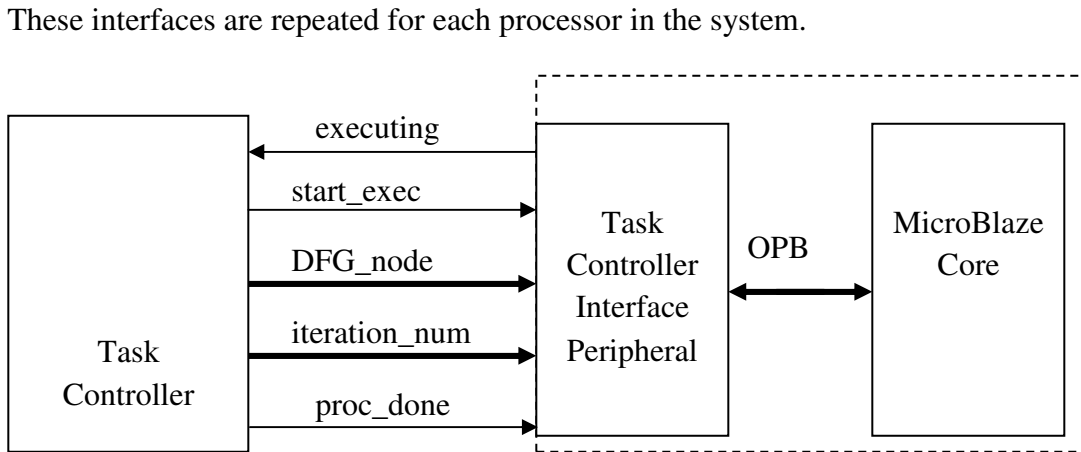 These interfaces are repeated for each processor in the system.
executing
start_exec
DFG_node
iteration_num
proc_done
Task
Controller
Task
Controller
Interface
Peripheral
OPB
MicroBlaze
Core